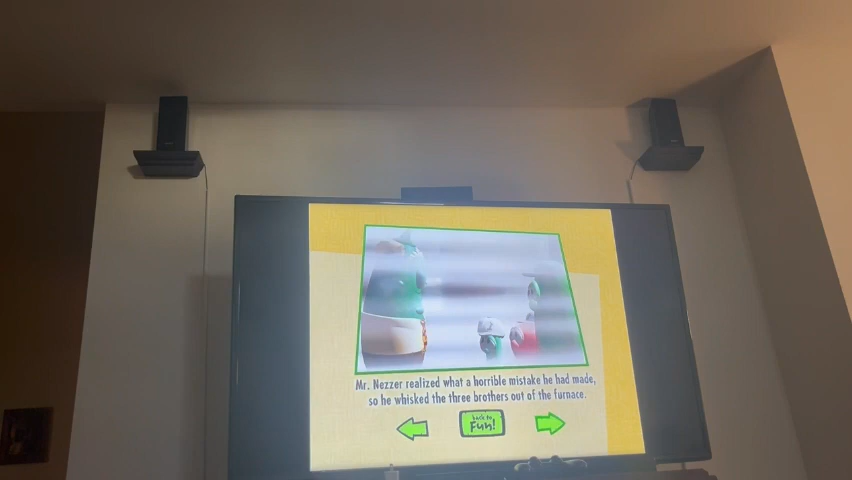 Mr. Nezzer realized what a horrible mistake he had made,
so he whisked the three brothers out of the furnace.
back to
Fun!